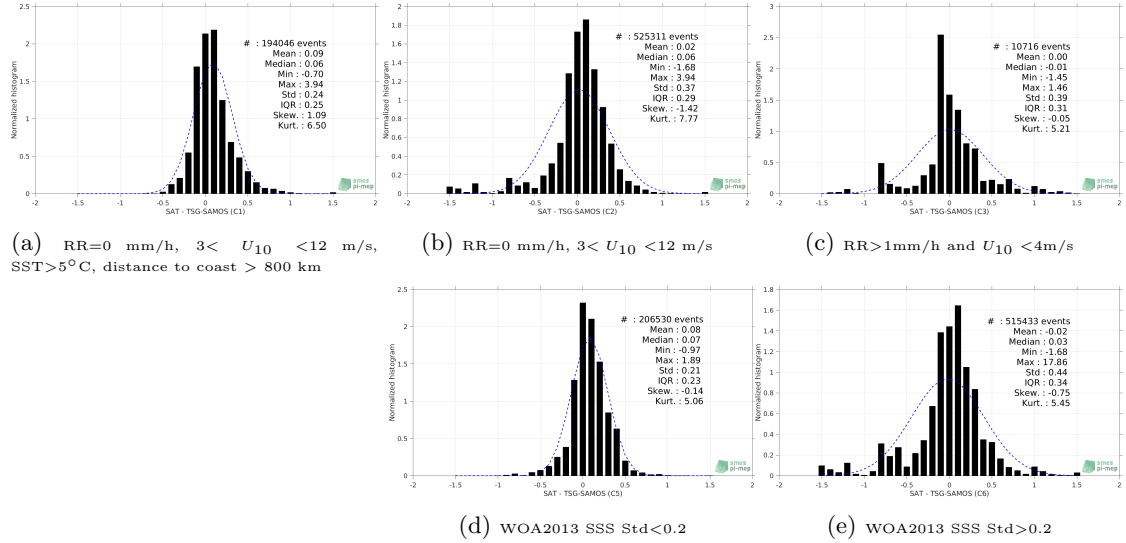 2.5
2
1.5
1
0.5
0
Normalized histogram
# : 194046 events
Mean : 0.09
Median : 0.06
Min : -0.70
Max : 3.94
Std : 0.24
IQR : 0.25
Skew. : 1.09
Kurt. : 6.50
smos
pi-mep
-2 -1.5 -1 -0.5 0 0.5 1 1.5 2
SAT - TSG-SAMOS (C1)
(a) RR=0 mm/h, 3< U10 <12 m/s,
SST>5°C, distance to coast > 800 km
2
1.8
1.6
1.4
1.2
1
0.8
0.6
0.4
0.2
0
Normalized histogram
# : 525311 events
Mean : 0.02
Median : 0.06
Min : -1.68
Max : 3.94
Std : 0.37
IQR : 0.29
Skew. : -1.42
Kurt. : 7.77
smos
pi-mep
-2 -1.5 -1 -0.5 0 0.5 1 1.5 2
SAT - TSG-SAMOS (C2)
(b) RR=0 mm/h, 3< U10 <12 m/s
3
2.5
2
1.5
1
0.5
0
Normalized histogram
# : 10716 events
Mean : 0.00
Median : -0.01
Min : -1.45
Max : 1.46
Std : 0.39
IQR : 0.31
Skew. : -0.05
Kurt. : 5.21
smos
pi-mep
-2 -1.5 -1 -0.5 0 0.5 1 1.5 2
SAT - TSG-SAMOS (C3)
(c) RR>1mm/h and U10 <4m/s
2.5
2
1.5
1
0.5
0
Normalized histogram
# : 206530 events
Mean : 0.08
Median : 0.07
Min : -0.97
Max : 1.89
Std : 0.21
IQR : 0.23
Skew. : -0.14
Kurt. : 5.06
smos
pi-mep
-2 -1.5 -1 -0.5 0 0.5 1 1.5 2
SAT - TSG-SAMOS (C5)
(d) WOA2013 SSS Std<0.2
1.8
1.6
1.4
1.2
1
0.8
0.6
0.4
0.2
0
Normalized histogram
# : 515433 events
Mean : -0.02
Median : 0.03
Min : -1.68
Max : 17.86
Std : 0.44
IQR : 0.34
Skew. : -0.75
Kurt. : 5.45
smos
pi-mep
-2 -1.5 -1 -0.5 0 0.5 1 1.5 2
SAT - TSG-SAMOS (C6)
(e) WOA2013 SSS Std>0.2